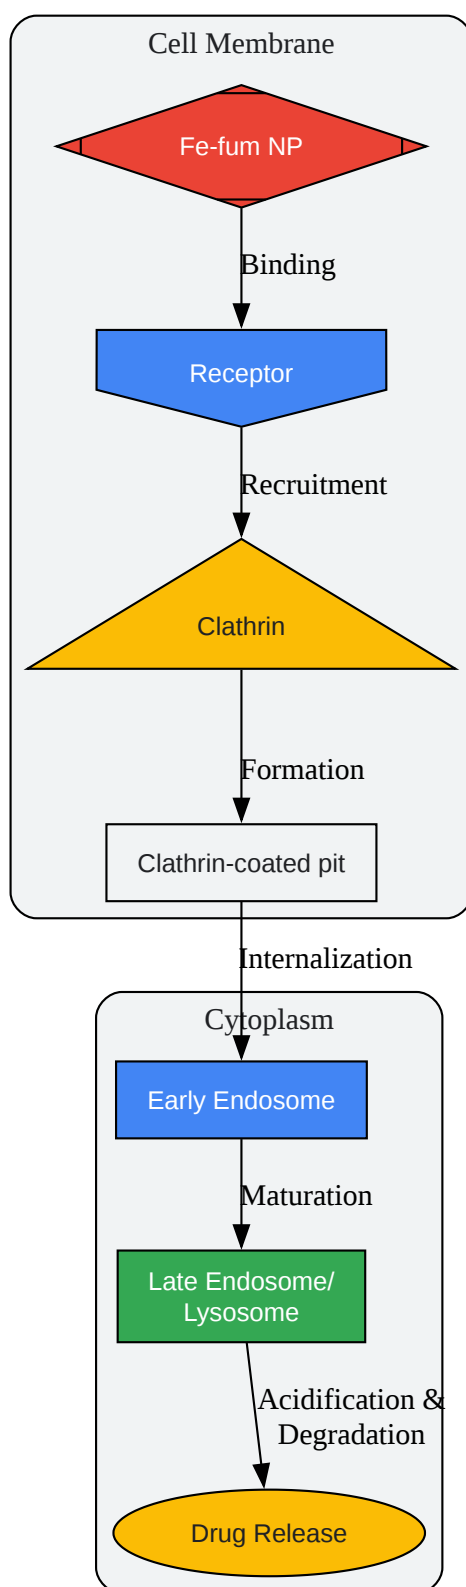 Cell Membrane
Fe-fum NP
Binding
Receptor
Recruitment
Clathrin
Formation
Clathrin-coated pit
Internalization
Cytoplasm
Early Endosome
Maturation
Late Endosome/
Lysosome
Acidification &
Degradation
Drug Release